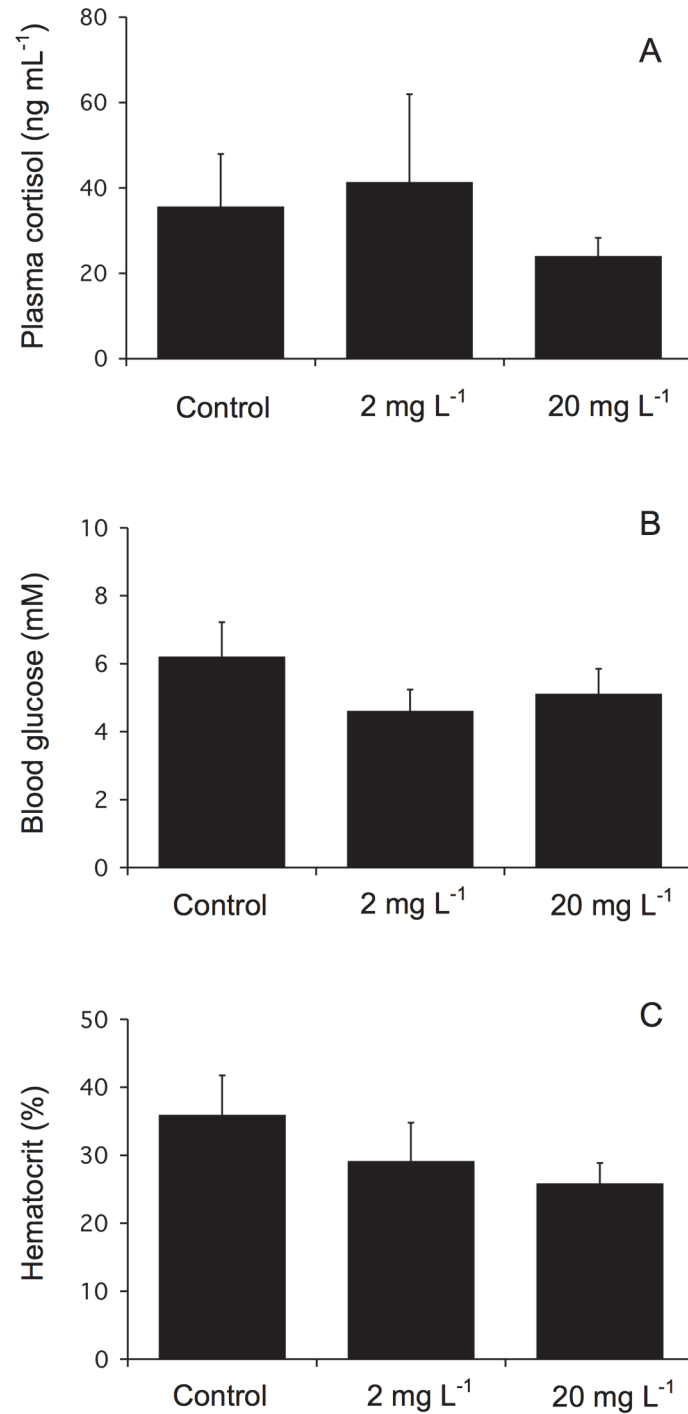 A
Plasma cortisol (ng mL⁻¹)
80
60
40
20
0
Control 2 mg L⁻¹ 20 mg L⁻¹
B
Blood glucose (mM)
10
8
6
4
2
0
Control 2 mg L⁻¹ 20 mg L⁻¹
C
Hematocrit (%)
50
40
30
20
10
0
Control 2 mg L⁻¹ 20 mg L⁻¹